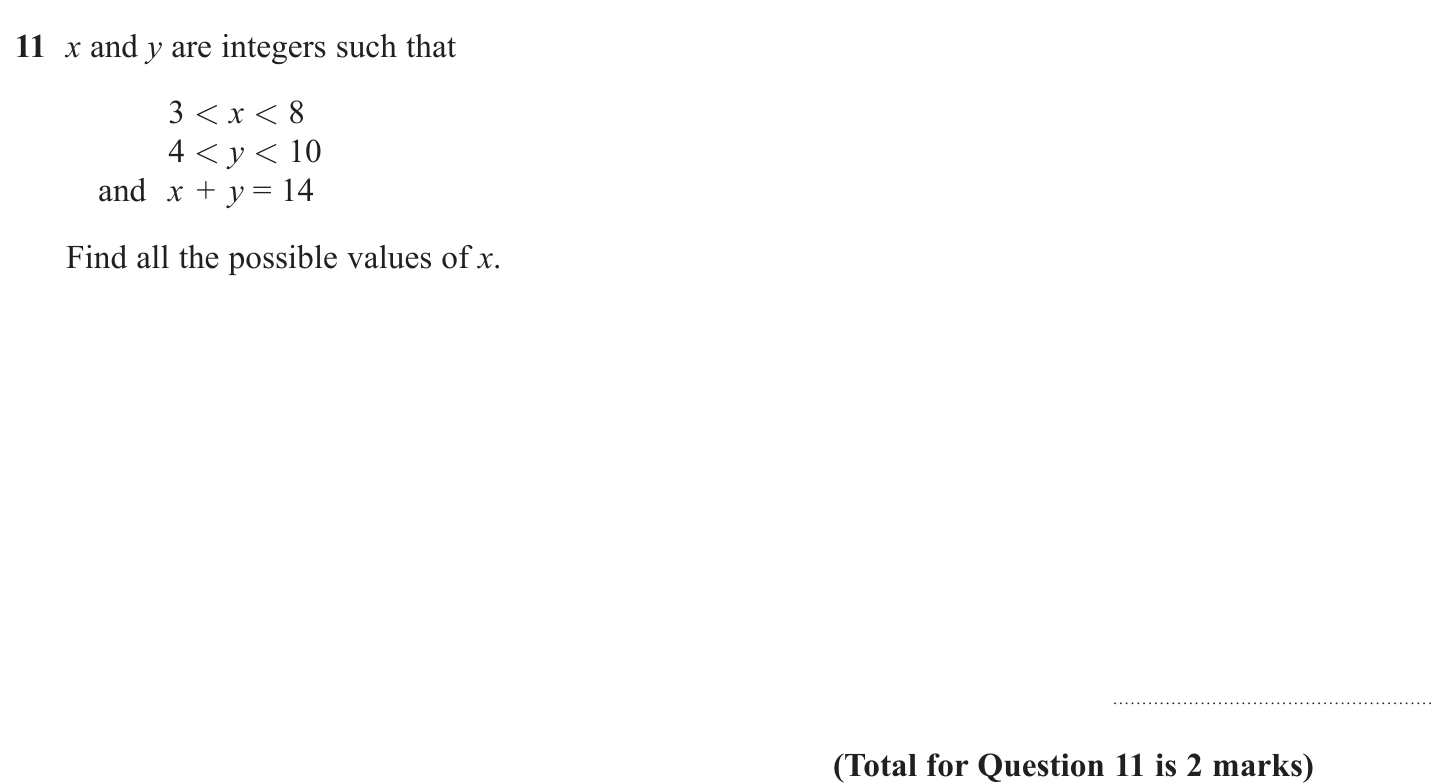 11 x and y are integers such that
3 < x < 8
4 < y < 10
and x + y = 14
Find all the possible values of x.
(Total for Question 11 is 2 marks)